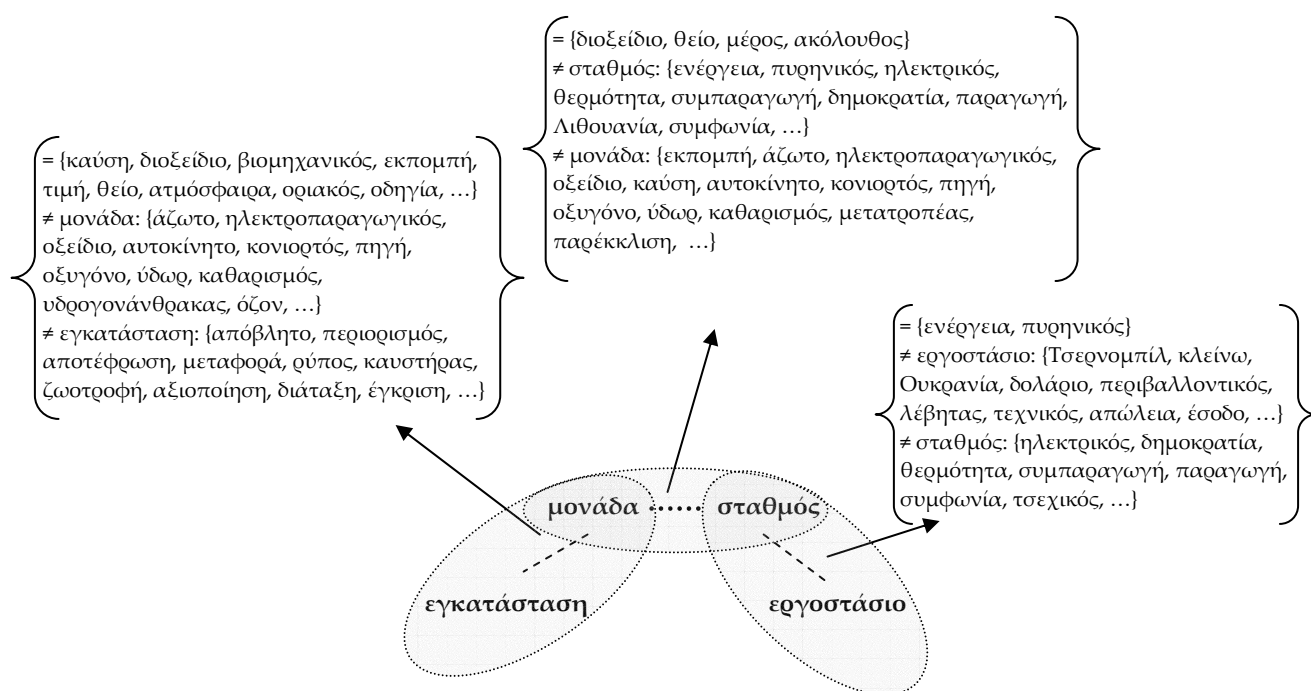 = {διοξείδιο, θείο, μέρος, ακόλουθος}
≠ σταθμός: {ενέργεια, πυρηνικός, ηλεκτρικός,
θερμότητα, συμπαραγωγή, δημοκρατία, παραγωγή,
Λιθουανία, συμφωνία, …}
≠ μονάδα: {εκπομπή, άζωτο, ηλεκτροπαραγωγικός,
οξείδιο, καύση, αυτοκίνητο, κονιορτός, πηγή,
οξυγόνο, ύδωρ, καθαρισμός, μετατροπέας,
παρέκκλιση, …}
= {καύση, διοξείδιο, βιομηχανικός, εκπομπή,
τιμή, θείο, ατμόσφαιρα, οριακός, οδηγία, …}
≠ μονάδα: {άζωτο, ηλεκτροπαραγωγικός,
οξείδιο, αυτοκίνητο, κονιορτός, πηγή,
οξυγόνο, ύδωρ, καθαρισμός,
υδρογονάνθρακας, όζον, …}
≠ εγκατάσταση: {απόβλητο, περιορισμός,
αποτέφρωση, μεταφορά, ρύπος, καυστήρας,
ζωοτροφή, αξιοποίηση, διάταξη, έγκριση, …}
= {ενέργεια, πυρηνικός}
≠ εργοστάσιο: {Τσερνομπίλ, κλείνω,
Ουκρανία, δολάριο, περιβαλλοντικός,
λέβητας, τεχνικός, απώλεια, έσοδο, …}
≠ σταθμός: {ηλεκτρικός, δημοκρατία,
θερμότητα, συμπαραγωγή, παραγωγή,
συμφωνία, τσεχικός, …}
μονάδα ...... σταθμός
εγκατάσταση εργοστάσιο